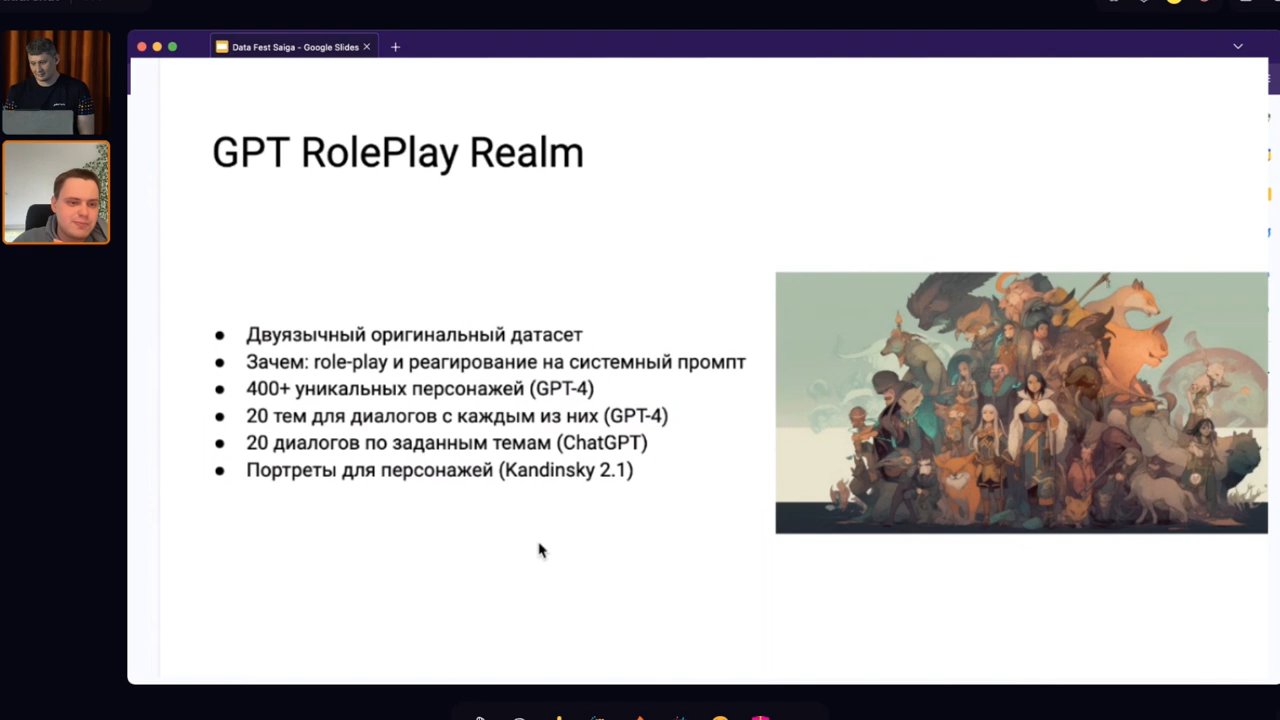 Data Fest Saiga - Google Slides
GPT RolePlay Realm
● Двуязычный оригинальный датасет
● Зачем: role-play и реагирование на системный промпт
● 400+ уникальных персонажей (GPT-4)
● 20 тем для диалогов с каждым из них (GPT-4)
● 20 диалогов по заданным темам (ChatGPT)
● Портреты для персонажей (Kandinsky 2.1)